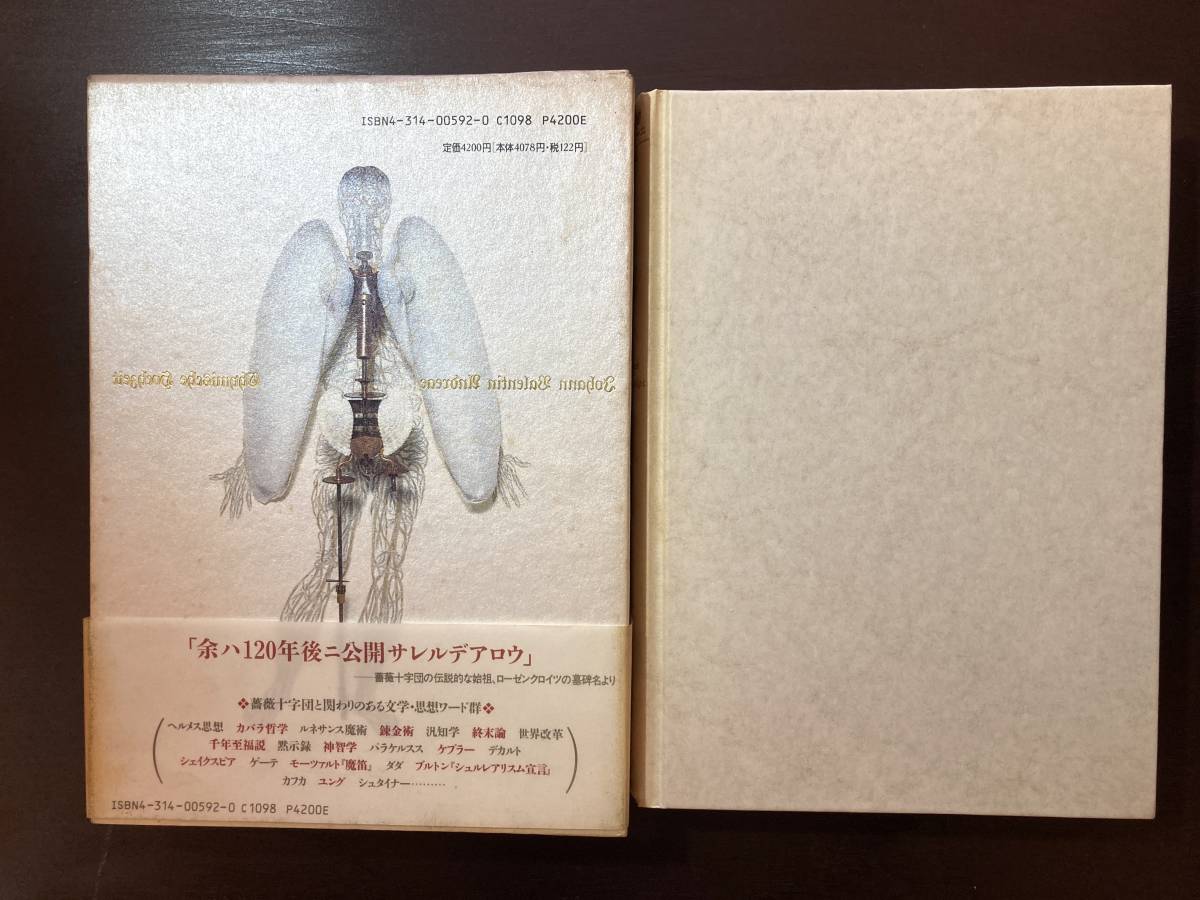 ISBN4-314-00592-0 C1098 P4200E
定価4200円[本体4078円・税122円]
Chymische Hochzeit Johann Valentin Andreae
「余ハ120年後ニ公開サレルデアロウ」
——薔薇十字団の伝説的な始祖、ローゼンクロイツの墓碑名より
❖薔薇十字団と関わりのある文学・思想ワード群❖
ヘルメス思想 カバラ哲学 ルネサンス魔術 錬金術 汎知学 終末論 世界改革
千年至福説 黙示録 神智学 パラケルスス ケプラー デカルト
シェイクスピア ゲーテ モーツァルト『魔笛』 ダダ ブルトン『シュルレアリスム宣言』
カフカ ユング シュタイナー………
ISBN4-314-00592-0 C1098 P4200E